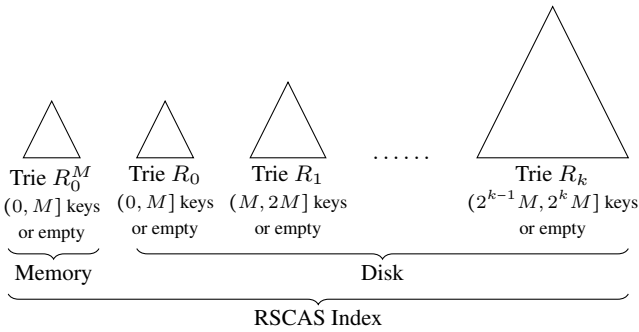 Trie R_0^M Trie R_0 Trie R_1 ...... Trie R_k
(0, M] keys (0, M] keys (M, 2M] keys (2^{k−1}M, 2^k M] keys
or empty or empty or empty or empty
Memory Disk
RSCAS Index